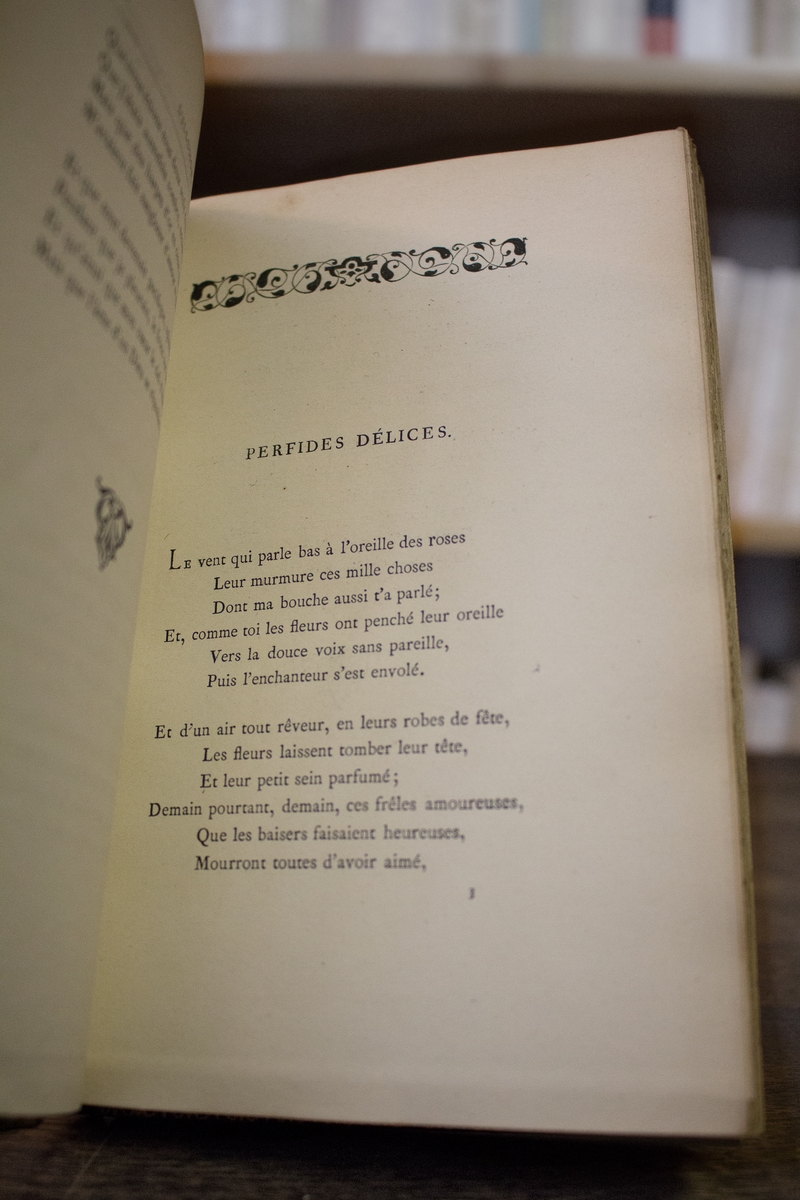 PERFIDES DÉLICES.
LE vent qui parle bas à l'oreille des roses
Leur murmure ces mille choses
Dont ma bouche aussi t'a parlé;
Et, comme toi les fleurs ont penché leur oreille
Vers la douce voix sans pareille,
Puis l'enchanteur s'est envolé.
Et d'un air tout rêveur, en leurs robes de fête,
Les fleurs laissent tomber leur tête,
Et leur petit sein parfumé;
Demain pourtant, demain, ces frêles amoureuses,
Que les baisers faisaient heureuses,
Mourront toutes d'avoir aimé,